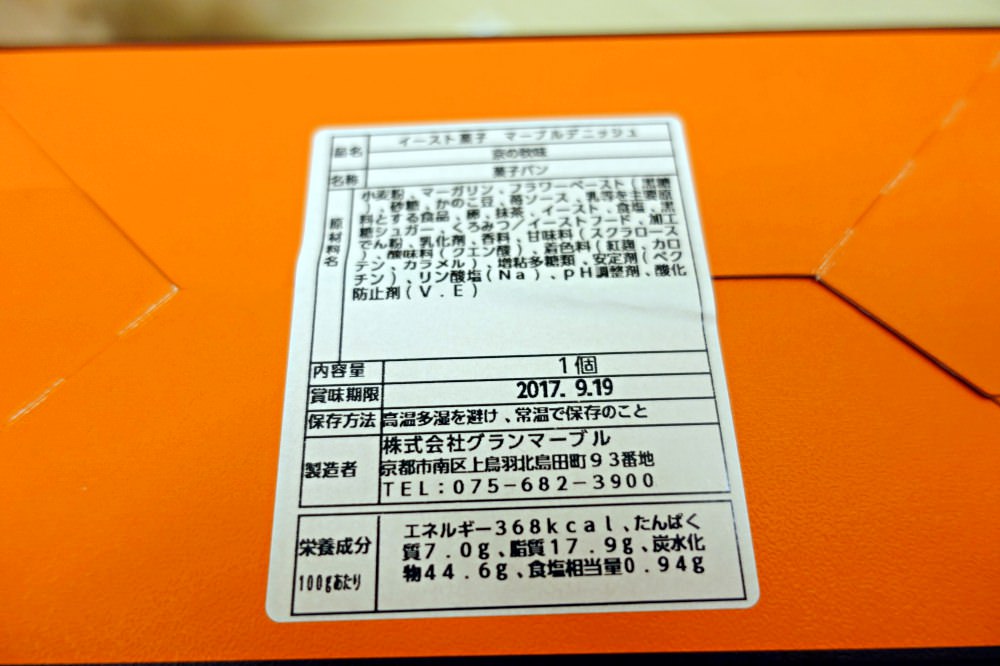 品名 イースト菓子 マーブルデニッシュ
京の牧味
名称 菓子パン
原材料名
小麦粉、マーガリン、フラワーペースト(黒糖
)、砂糖、かのこ豆、苺ソース、乳等を主要原
料とする食品、卵、抹茶、イースト、食塩、黒
糖シュガー、くろみつ/イーストフード、加工
でん粉、乳化剤、香料、甘味料(スクラロース
)、酸味料(クエン酸)、着色料(紅麹、カロ
テン、カラメル)、増粘多糖類、安定剤(ペク
チン)、リン酸塩(Na)、pH調整剤、酸化
防止剤(V.E)
内容量 1個
賞味期限 2017. 9.19
保存方法 高温多湿を避け、常温で保存のこと
製造者 株式会社グランマーブル
京都市南区上鳥羽北島田町93番地
TEL:075-682-3900
栄養成分
100gあたり
エネルギー368kcal、たんぱく
質7.0g、脂質17.9g、炭水化
物44.6g、食塩相当量0.94g